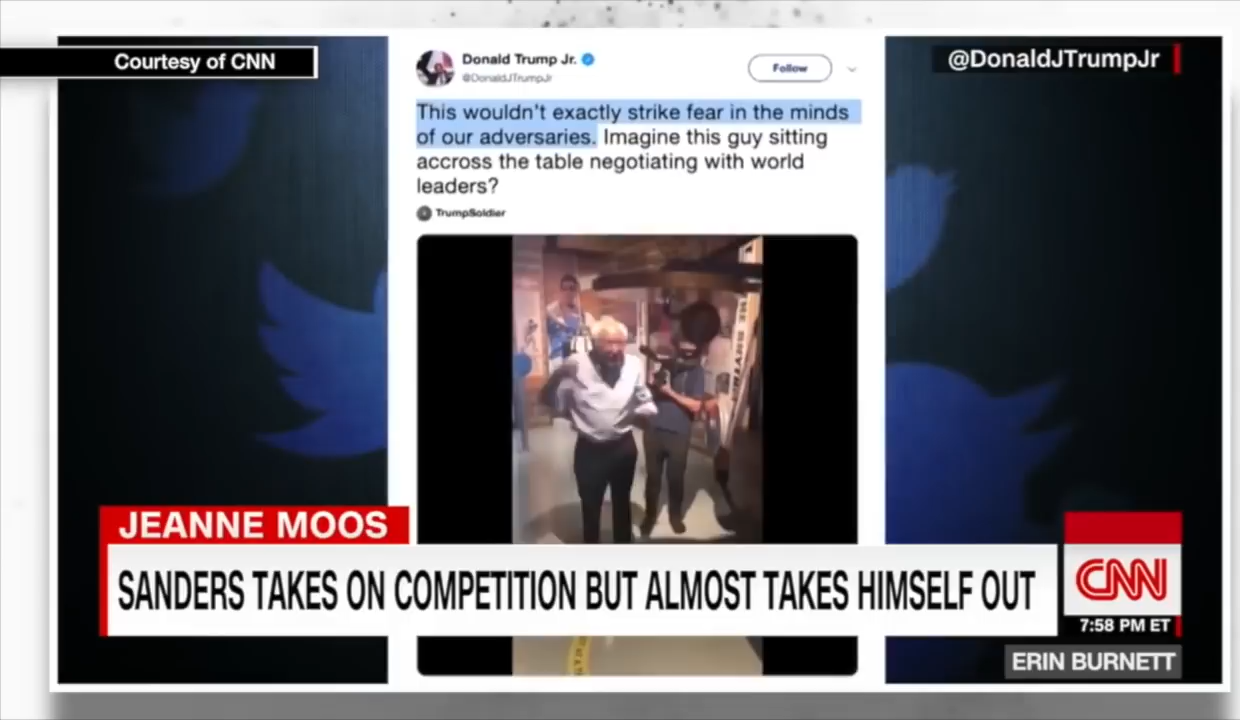 Courtesy of CNN
@DonaldJTrumpJr
Donald Trump Jr.
@DonaldJTrumpJr
Follow
This wouldn't exactly strike fear in the minds
of our adversaries. Imagine this guy sitting
accross the table negotiating with world
leaders?
TrumpSoldier
JEANNE MOOS
SANDERS TAKES ON COMPETITION BUT ALMOST TAKES HIMSELF OUT
CNN
7:58 PM ET
ERIN BURNETT